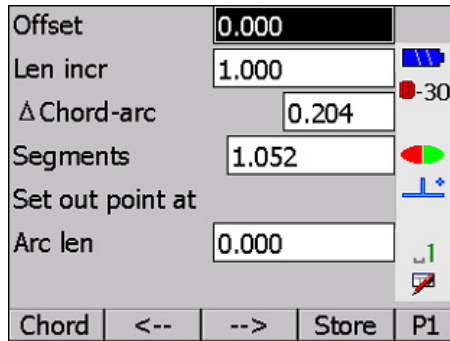 Offset 0.000
Len incr 1.000
-30
ΔChord-arc 0.204
Segments 1.052
Set out point at
Arc len 0.000
1
Chord <-- --> Store P1